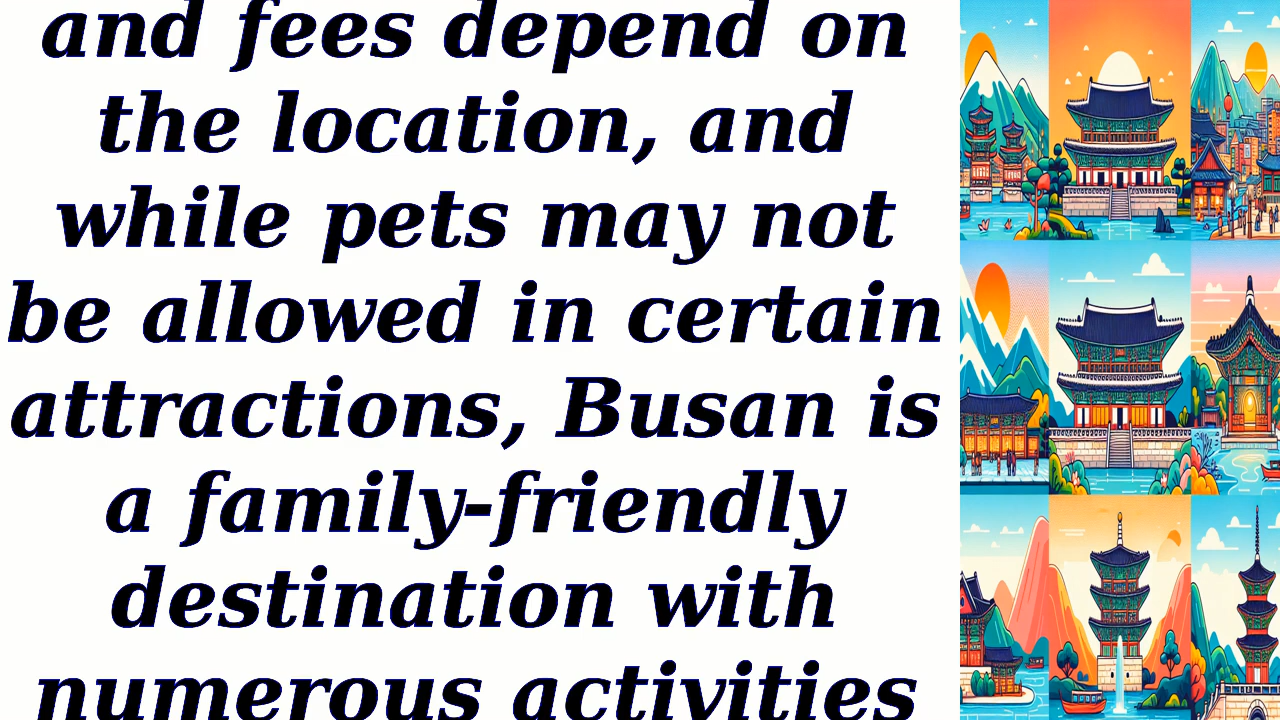 and fees depend on
the location, and
while pets may not
be allowed in certain
attractions, Busan is
a family-friendly
destination with
numerous activities